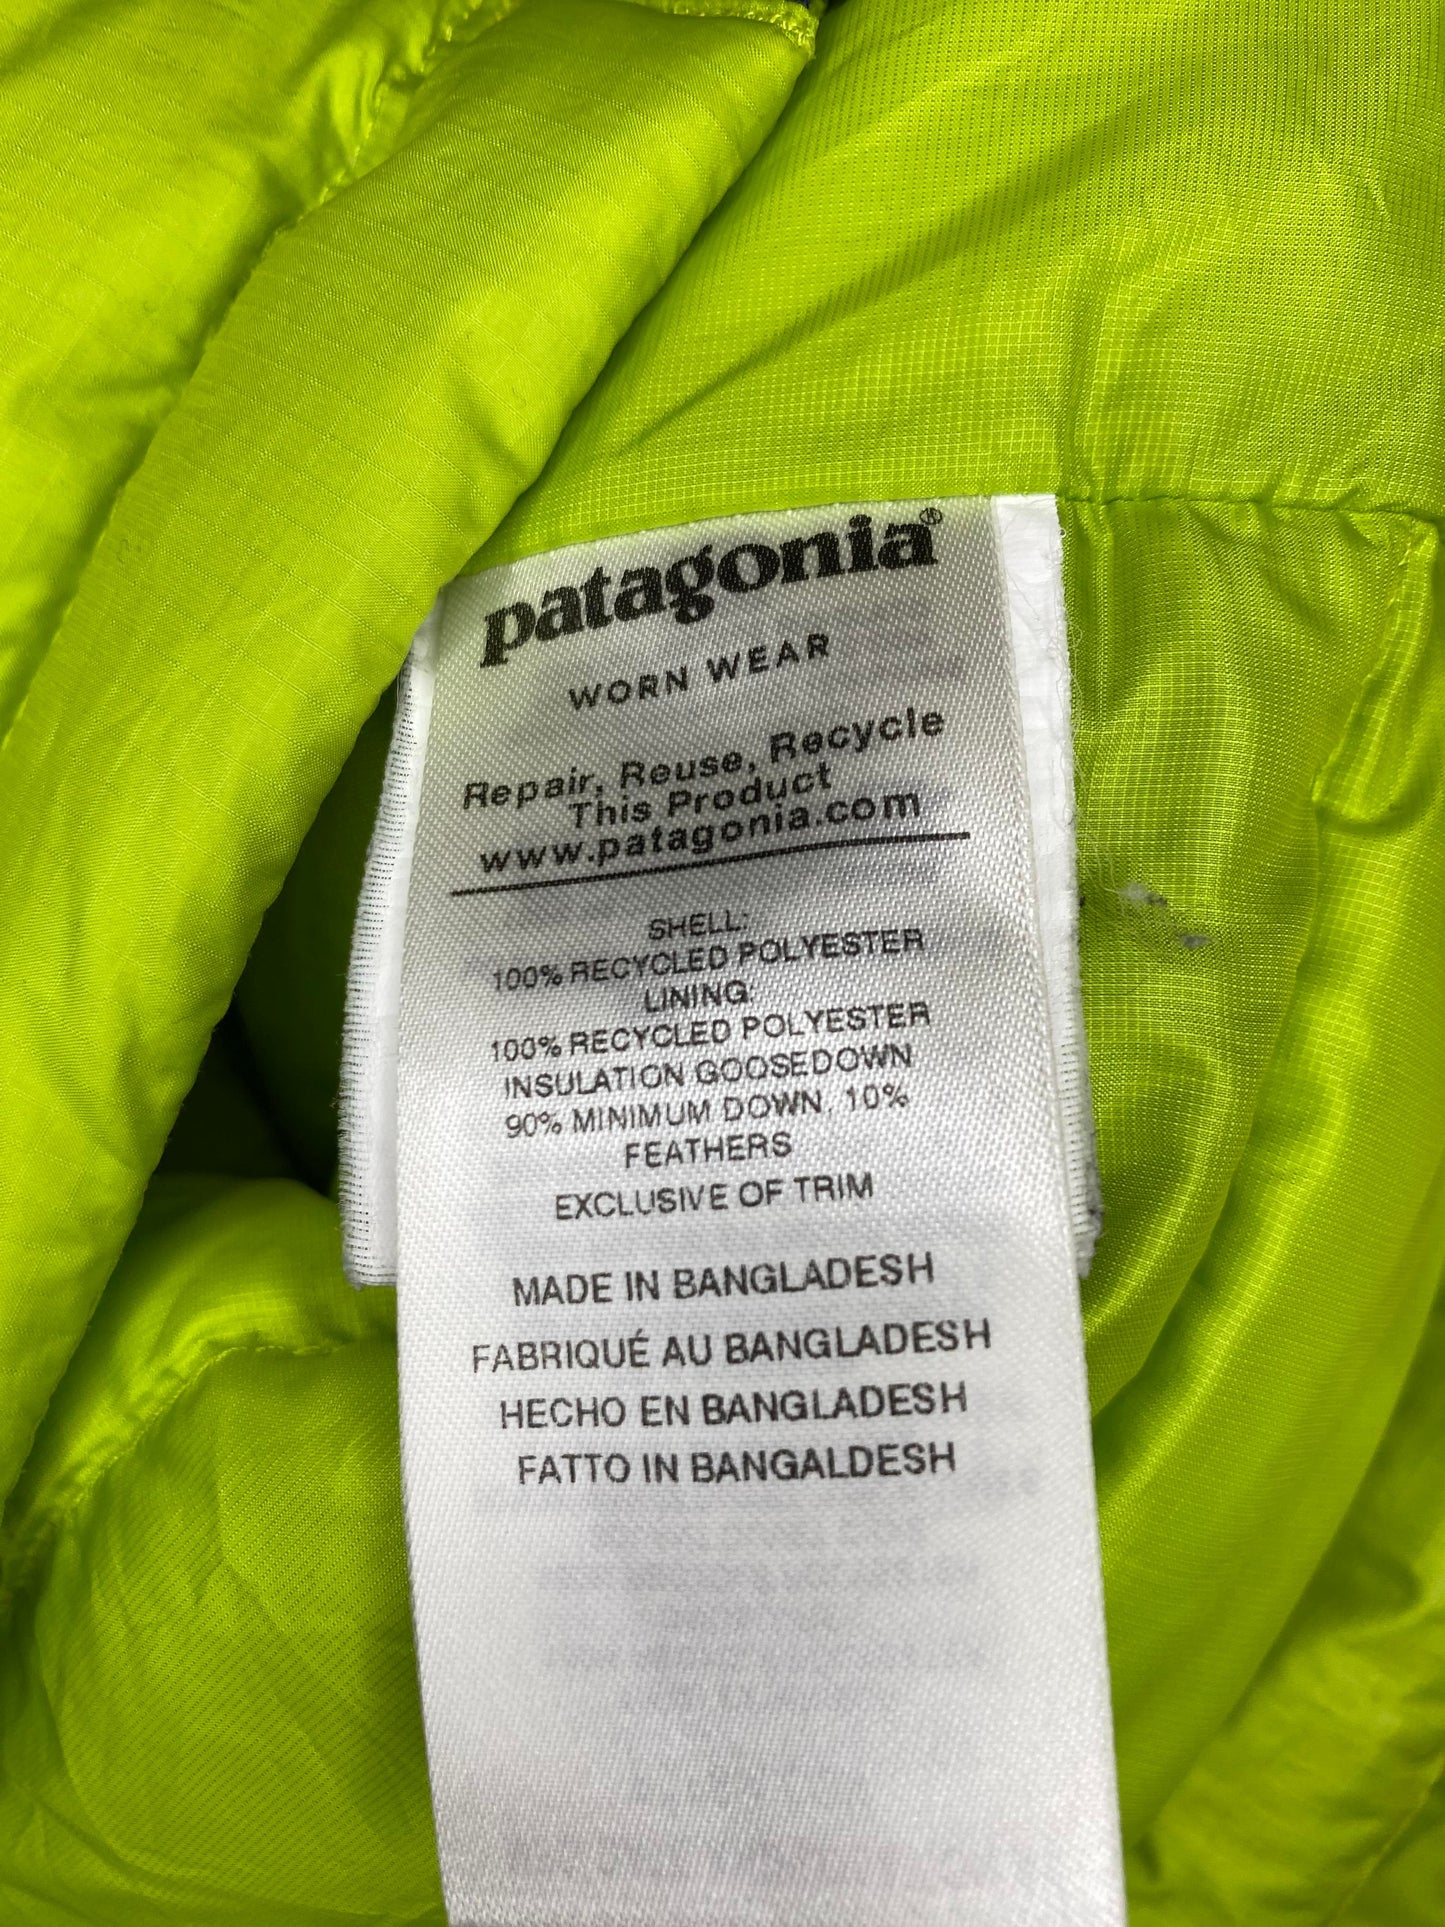 patagonia®
WORN WEAR
Repair, Reuse, Recycle
This Product
www.patagonia.com
SHELL:
100% RECYCLED POLYESTER
LINING:
100% RECYCLED POLYESTER
INSULATION GOOSEDOWN
90% MINIMUM DOWN, 10%
FEATHERS
EXCLUSIVE OF TRIM
MADE IN BANGLADESH
FABRIQUÉ AU BANGLADESH
HECHO EN BANGLADESH
FATTO IN BANGALDESH